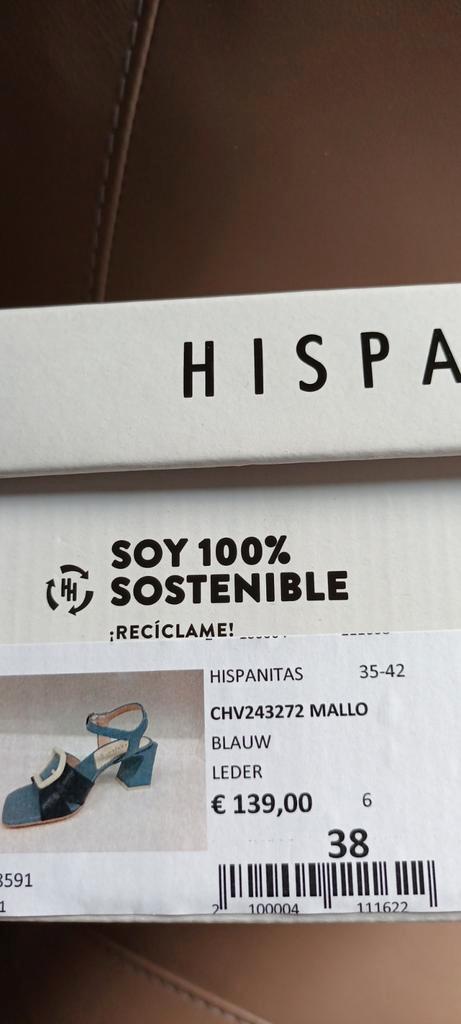 HISPA
SOY 100%
SOSTENIBLE
¡RECÍCLAME!
HISPANITAS 35-42
CHV243272 MALLO
BLAUW
LEDER
€ 139,00 6
38
3591
1
2 100004 111622